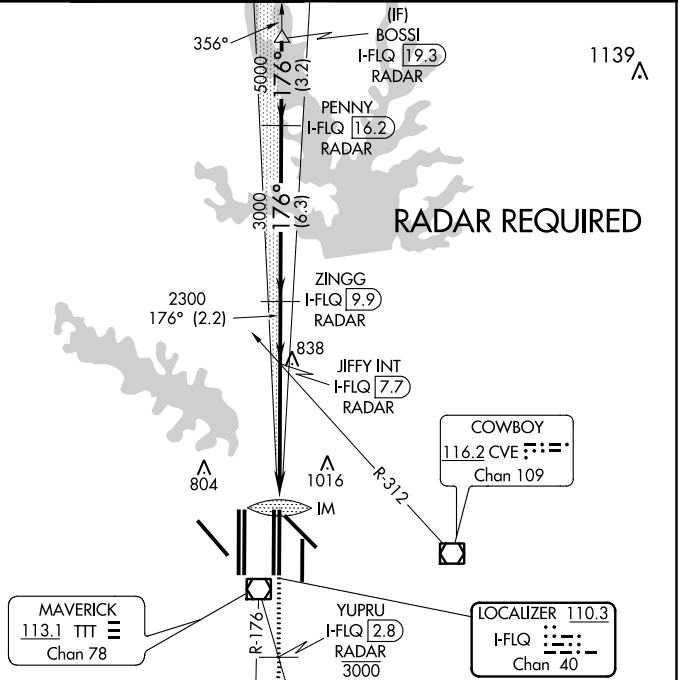 (IF)
BOSSI
I-FLQ 19.3
RADAR
356°
1139
5000
176°
(3.2)
PENNY
I-FLQ 16.2
RADAR
3000
176°
(6.3)
RADAR REQUIRED
ZINGG
I-FLQ 9.9
RADAR
2300
176° (2.2)
838
JIFFY INT
I-FLQ 7.7
RADAR
COWBOY
116.2 CVE
Chan 109
R-312
804
1016
IM
MAVERICK
113.1 TTT
Chan 78
R-176
YUPRU
I-FLQ 2.8
RADAR
3000
LOCALIZER 110.3
I-FLQ
Chan 40